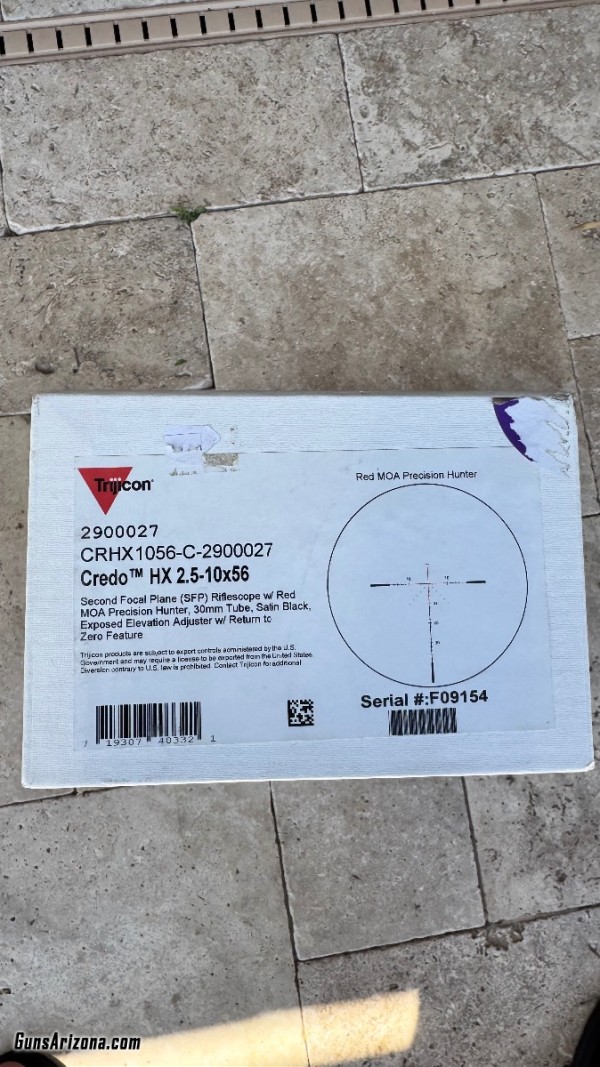 Trijicon
Red MOA Precision Hunter
2900027
CRHX1056-C-2900027
Credo™ HX 2.5-10x56
Second Focal Plane (SFP) Riflescope w/ Red
MOA Precision Hunter, 30mm Tube, Satin Black,
Exposed Elevation Adjuster w/ Return to
Zero Feature
Trijicon products are subject to export controls administered by the U.S.
Government and may require a license to be exported from the United States.
Diversion contrary to U.S. law is prohibited. Contact Trijicon for additional
Serial #:F09154
7 19307 40332 1
GunsArizona.com